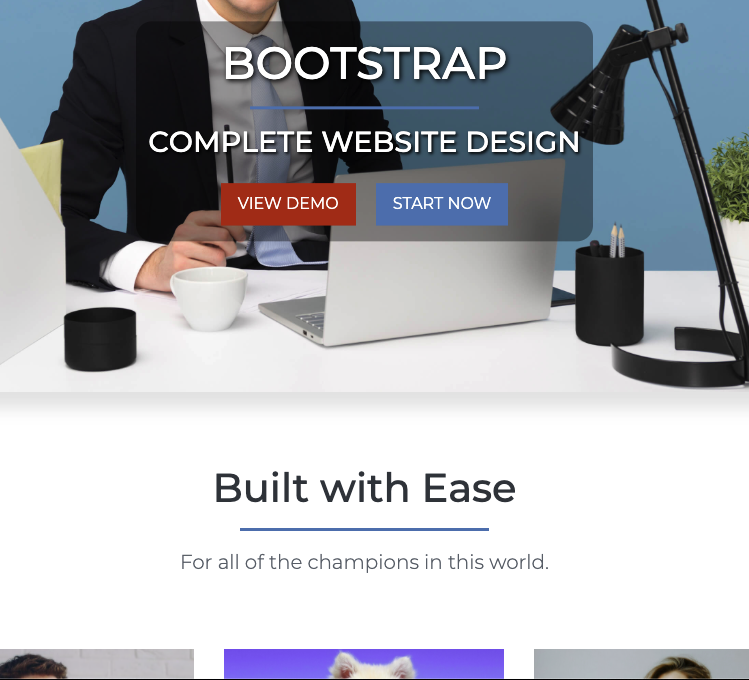 BOOTSTRAP
COMPLETE WEBSITE DESIGN
VIEW DEMO
START NOW
Built with Ease
For all of the champions in this world.